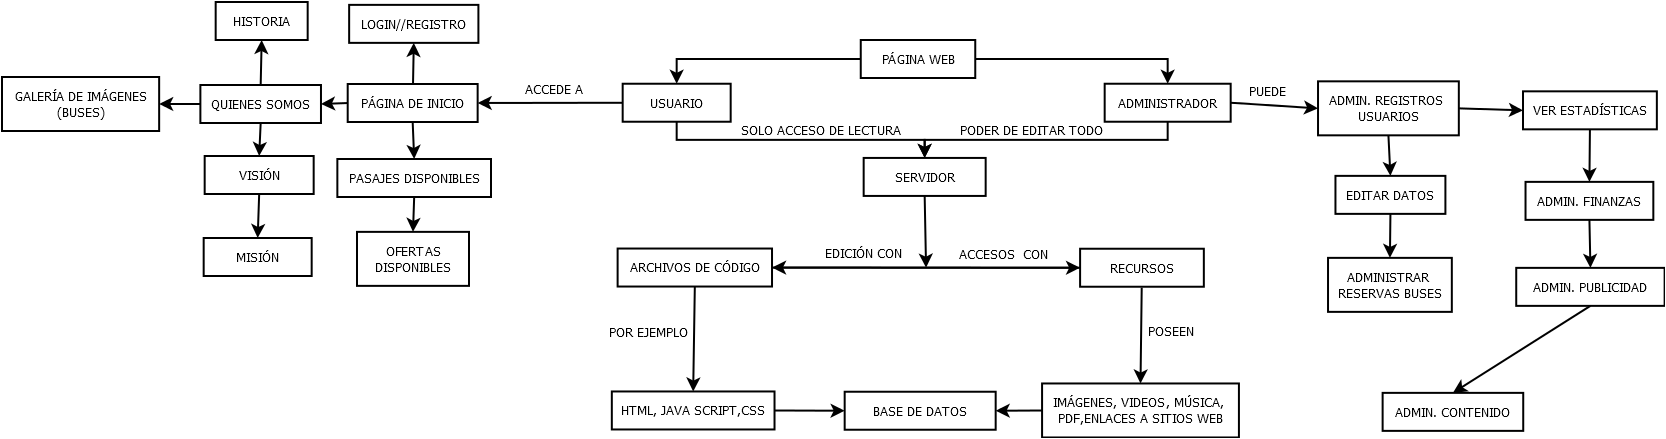 HISTORIA
LOGIN//REGISTRO
PÁGINA WEB
GALERÍA DE IMÁGENES
(BUSES)
QUIENES SOMOS
PÁGINA DE INICIO
ACCEDE A
USUARIO
ADMINISTRADOR
PUEDE
ADMIN. REGISTROS
USUARIOS
VER ESTADÍSTICAS
SOLO ACCESO DE LECTURA
PODER DE EDITAR TODO
VISIÓN
PASAJES DISPONIBLES
SERVIDOR
EDITAR DATOS
ADMIN. FINANZAS
MISIÓN
OFERTAS
DISPONIBLES
ARCHIVOS DE CÓDIGO
EDICIÓN CON
ACCESOS  CON
RECURSOS
ADMINISTRAR
RESERVAS BUSES
ADMIN. PUBLICIDAD
POR EJEMPLO
POSEEN
HTML, JAVA SCRIPT,CSS
BASE DE DATOS
IMÁGENES, VIDEOS, MÚSICA,
PDF,ENLACES A SITIOS WEB
ADMIN. CONTENIDO